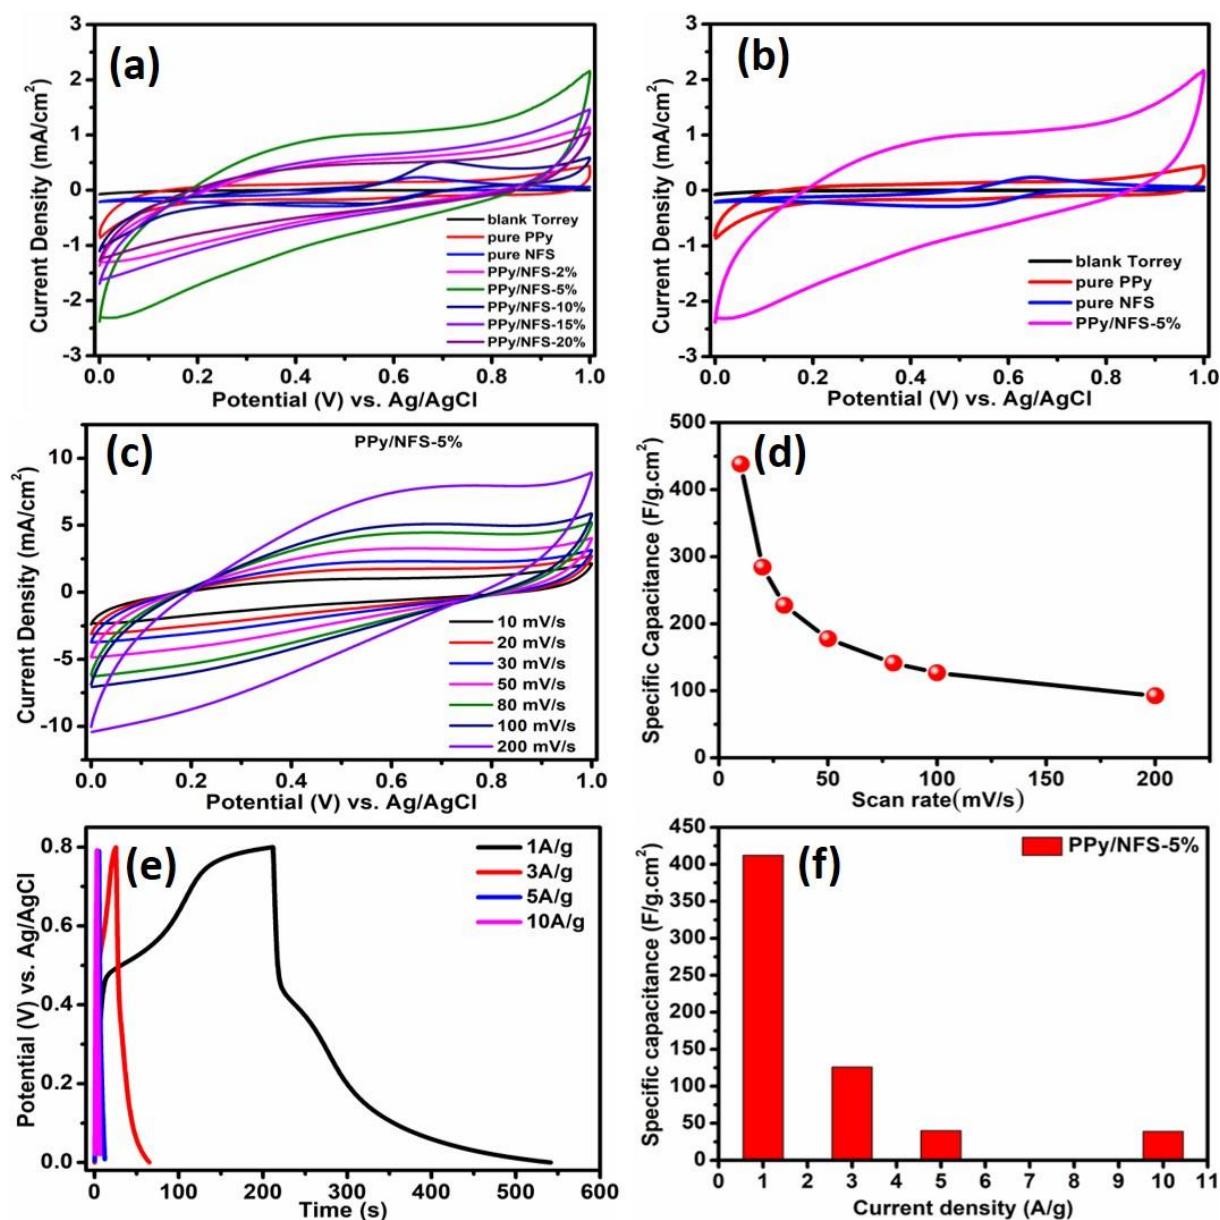 (a)
3
2
1
0
-1
-2
-3
Current Density (mA/cm²)
blank Torrey
pure PPy
pure NFS
PPy/NFS-2%
PPy/NFS-5%
PPy/NFS-10%
PPy/NFS-15%
PPy/NFS-20%
0.0 0.2 0.4 0.6 0.8 1.0
Potential (V) vs. Ag/AgCl
(b)
3
2
1
0
-1
-2
-3
Current Density (mA/cm²)
blank Torrey
pure PPy
pure NFS
PPy/NFS-5%
0.0 0.2 0.4 0.6 0.8 1.0
Potential (V) vs. Ag/AgCl
(c)
PPy/NFS-5%
10
5
0
-5
-10
Current Density (mA/cm²)
10 mV/s
20 mV/s
30 mV/s
50 mV/s
80 mV/s
100 mV/s
200 mV/s
0.0 0.2 0.4 0.6 0.8 1.0
Potential (V) vs. Ag/AgCl
(d)
500
400
300
200
100
0
Specific Capacitance (F/g.cm²)
0 50 100 150 200
Scan rate(mV/s)
(e)
0.8
0.6
0.4
0.2
0.0
Potential (V) vs. Ag/AgCl
1A/g
3A/g
5A/g
10A/g
0 100 200 300 400 500 600
Time (s)
(f)
PPy/NFS-5%
450
400
350
300
250
200
150
100
50
0
Specific capacitance (F/g.cm²)
0 1 2 3 4 5 6 7 8 9 10 11
Current density (A/g)